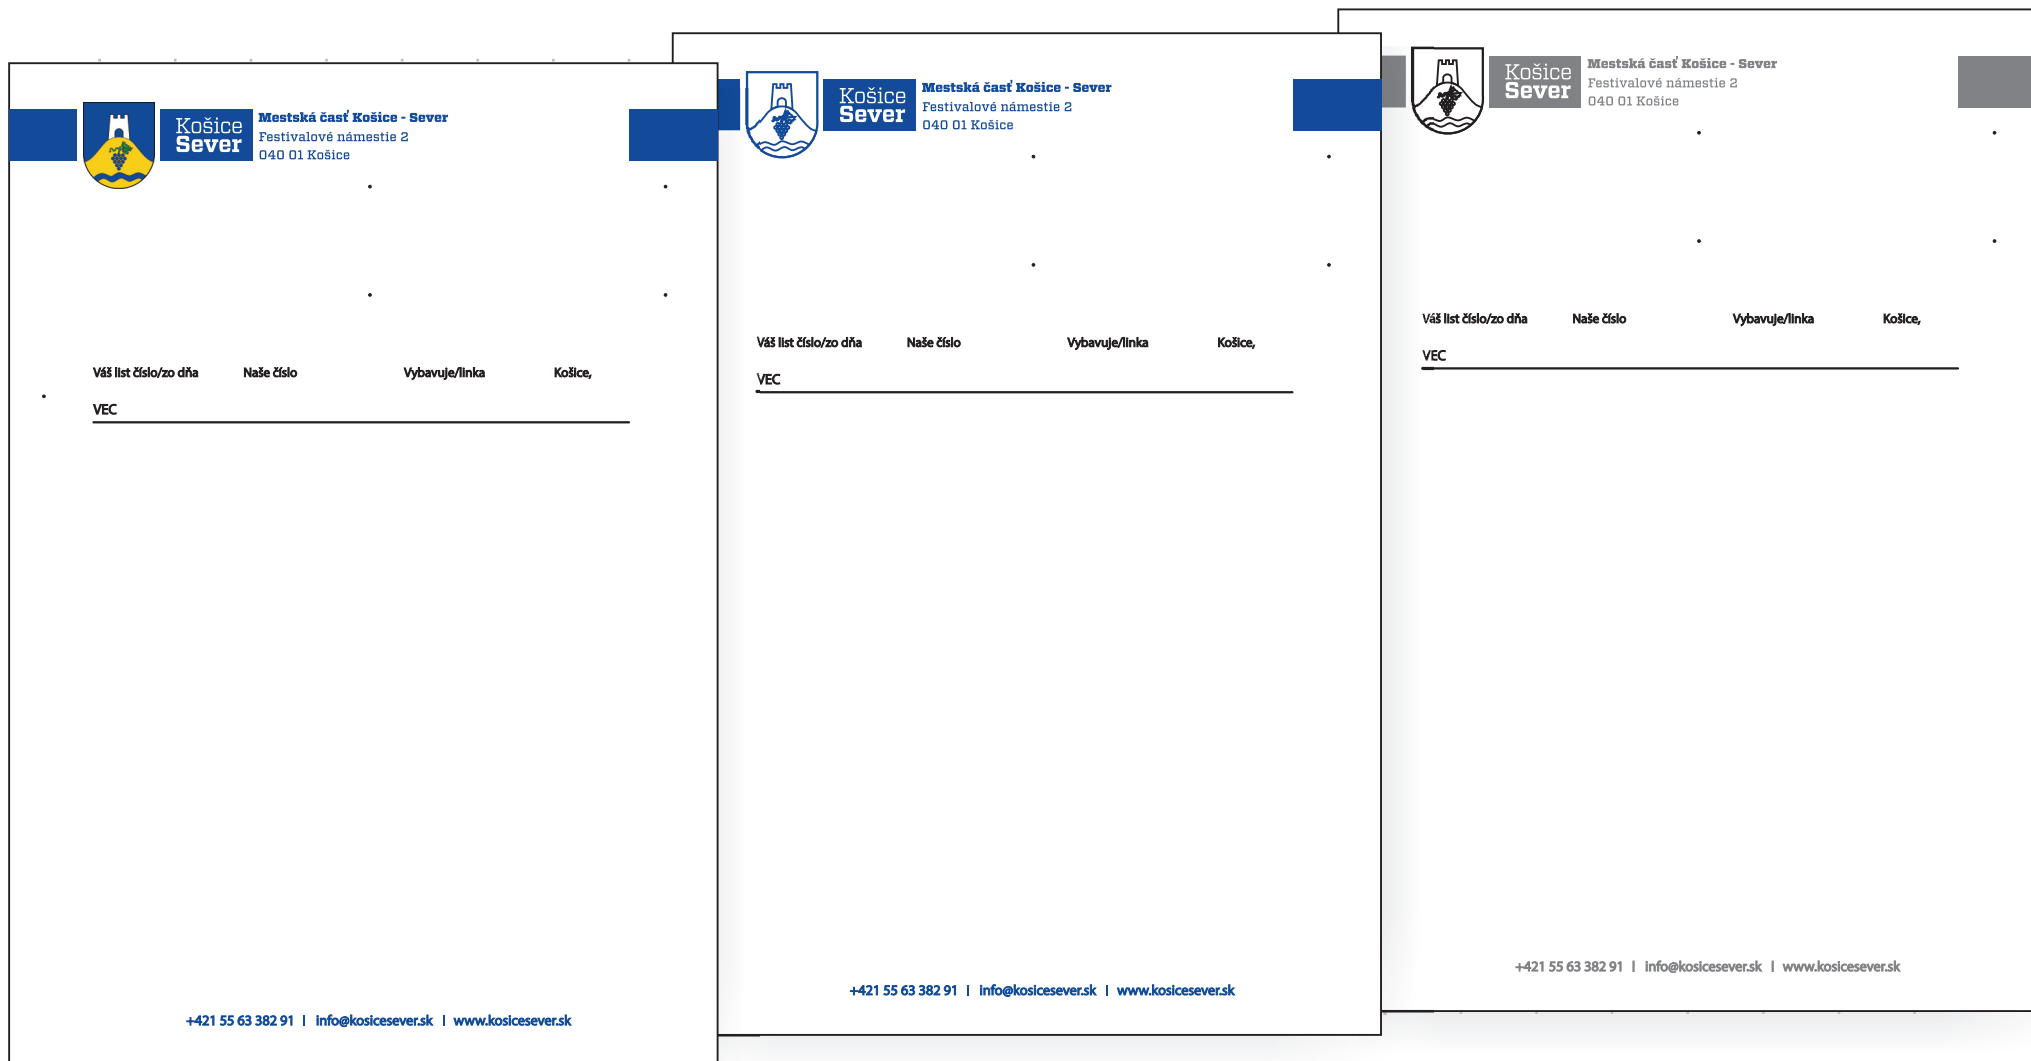 Košice
Sever
Mestská časť Košice - Sever
Festivalové námestie 2
040 01 Košice
Váš list číslo/zo dňa Naše číslo Vybavuje/linka Košice,
VEC
+421 55 63 382 91 | info@kosicesever.sk | www.kosicesever.sk
Košice
Sever
Mestská časť Košice - Sever
Festivalové námestie 2
040 01 Košice
Váš list číslo/zo dňa Naše číslo Vybavuje/linka Košice,
VEC
+421 55 63 382 91 | info@kosicesever.sk | www.kosicesever.sk
Košice
Sever
Mestská časť Košice - Sever
Festivalové námestie 2
040 01 Košice
Váš list číslo/zo dňa Naše číslo Vybavuje/linka Košice,
VEC
+421 55 63 382 91 | info@kosicesever.sk | www.kosicesever.sk